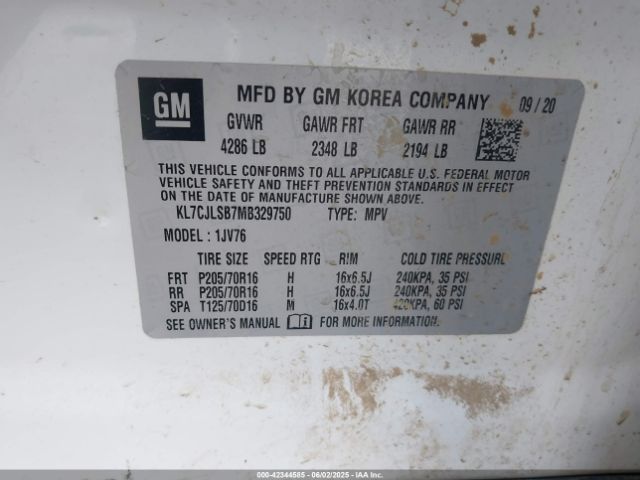 GM MFD BY GM KOREA COMPANY 09/20
GVWR GAWR FRT GAWR RR
4286 LB 2348 LB 2194 LB
THIS VEHICLE CONFORMS TO ALL APPLICABLE U.S. FEDERAL MOTOR
VEHICLE SAFETY AND THEFT PREVENTION STANDARDS IN EFFECT
ON THE DATE OF MANUFACTURE SHOWN ABOVE.
KL7CJLSB7MB329750 TYPE: MPV
MODEL : 1JV76
TIRE SIZE SPEED RTG RIM COLD TIRE PRESSURE
FRT P205/70R16 H 16x6.5J 240KPA, 35 PSI
RR P205/70R16 H 16x6.5J 240KPA, 35 PSI
SPA T125/70D16 M 16x4.0T 420KPA, 60 PSI
SEE OWNER'S MANUAL FOR MORE INFORMATION.
000-42344585 - 06/02/2025 - IAAI.COM